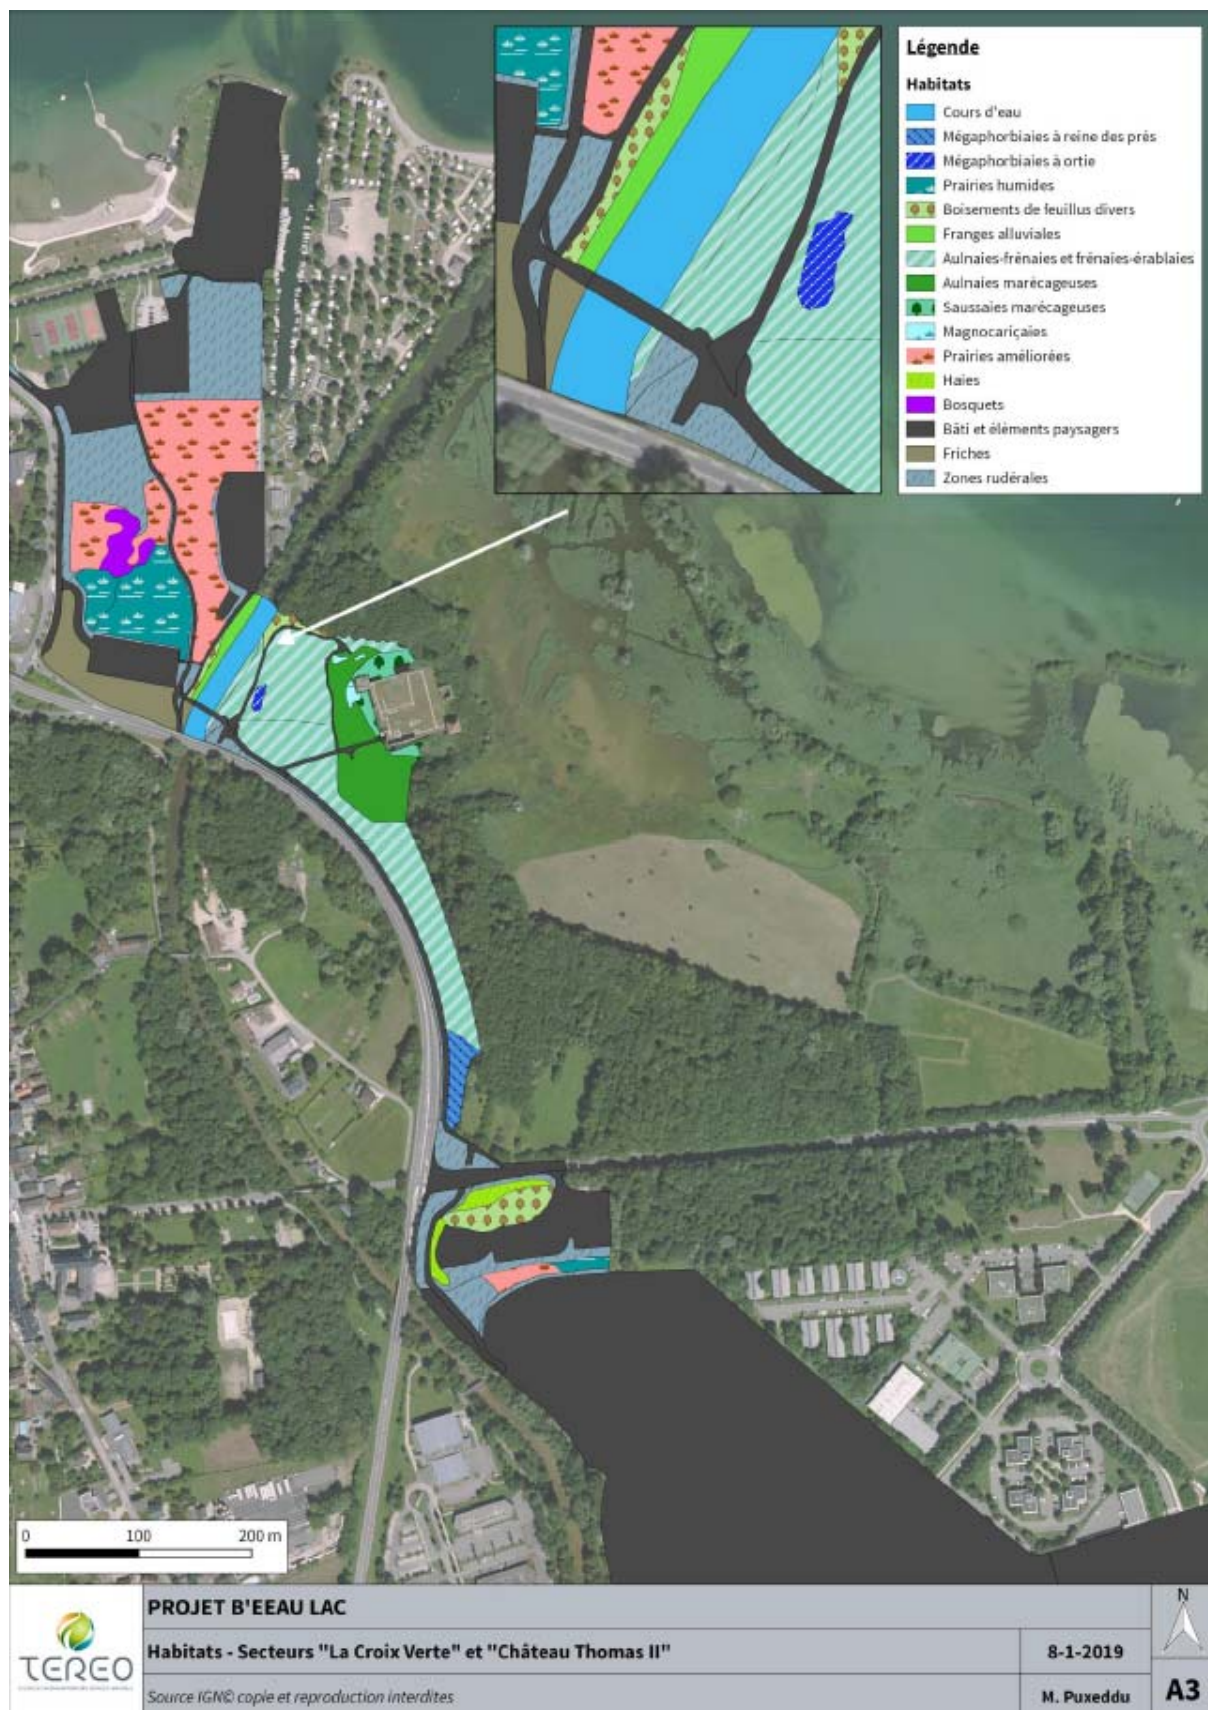 Légende
Habitats
Cours d'eau
Mégaphorbiaies à reine des prés
Mégaphorbiaies à ortie
Prairies humides
Boisements de feuillus divers
Franges alluviales
Aulnaies-frênaies et frênaies-érablaies
Aulnaies marécageuses
Saussaies marécageuses
Magnocariçaies
Prairies améliorées
Haies
Bosquets
Bâti et éléments paysagers
Friches
Zones rudérales
0 100 200 m
PROJET B'EEAU LAC
Habitats - Secteurs "La Croix Verte" et "Château Thomas II"
8-1-2019
Source IGN© copie et reproduction interdites
M. Puxeddu
N
A3
TEREO